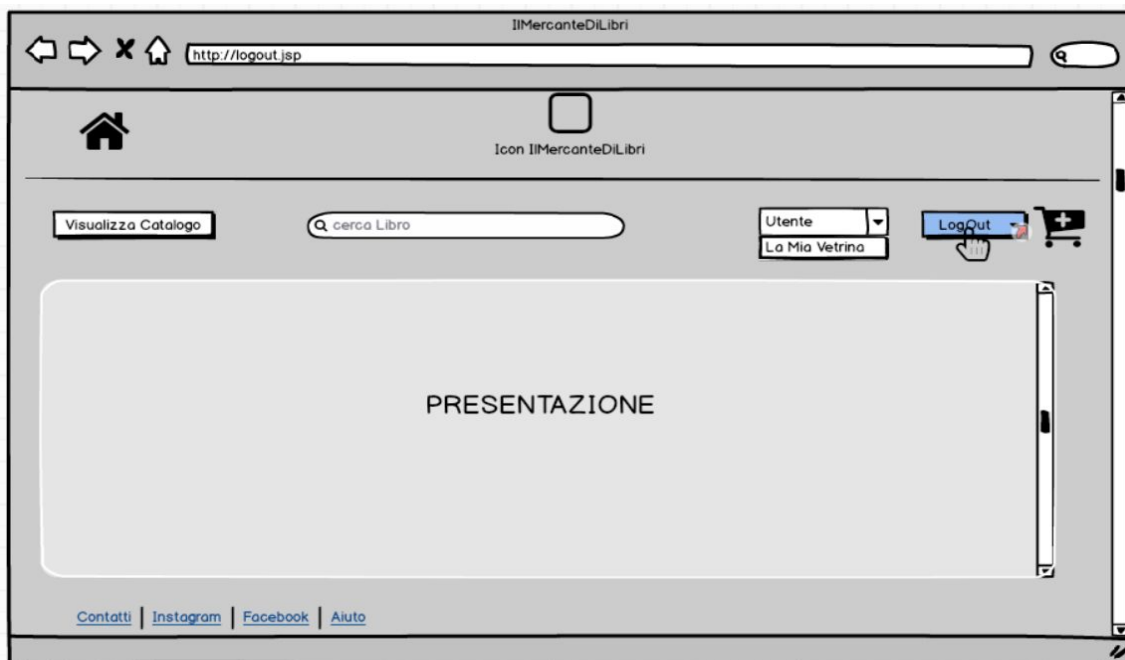 IlMercanteDiLibri
http://logout.jsp
Icon IlMercanteDiLibri
Visualizza Catalogo
cerca Libro
Utente
LogOut
La Mia Vetrina
PRESENTAZIONE
Contatti | Instagram | Facebook | Aiuto